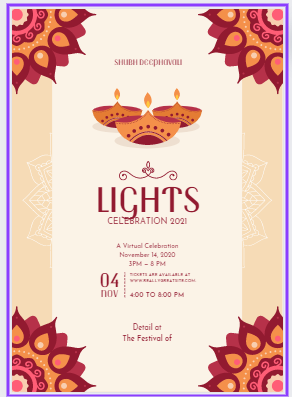 SHUBH DEEPHAVALI
LIGHTS
CELEBRATION 2021
A Virtual Celebration
November 14, 2020
3PM – 8 PM
04
NOV
TICKETS ARE AVAILABLE AT
WWW.REALLYGREATSITE.COM
4:00 TO 8:00 PM
Detail at
The Festival of